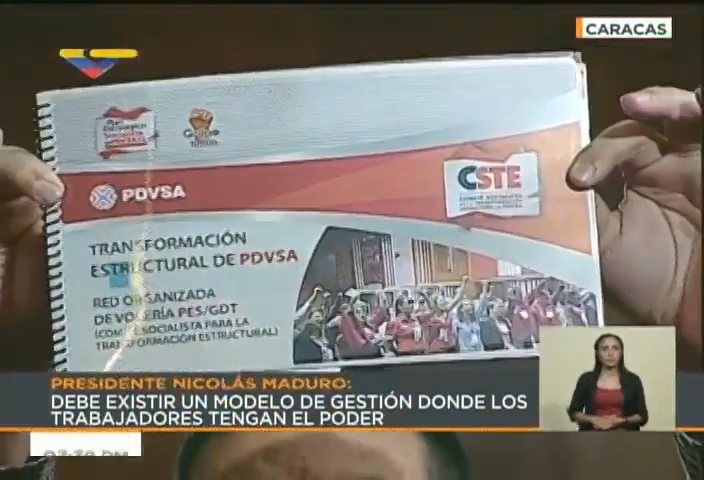 CARACAS
PDVSA
CSTE
TRANSFORMACIÓN
ESTRUCTURAL DE PDVSA
RED ORGANIZADA
DE VOCERÍA PES/GDT
SOCIALISTA PARA LA
TRANSFORMACIÓN ESTRUCTURAL)
PRESIDENTE NICOLÁS MADURO:
DEBE EXISTIR UN MODELO DE GESTIÓN DONDE LOS
TRABAJADORES TENGAN EL PODER